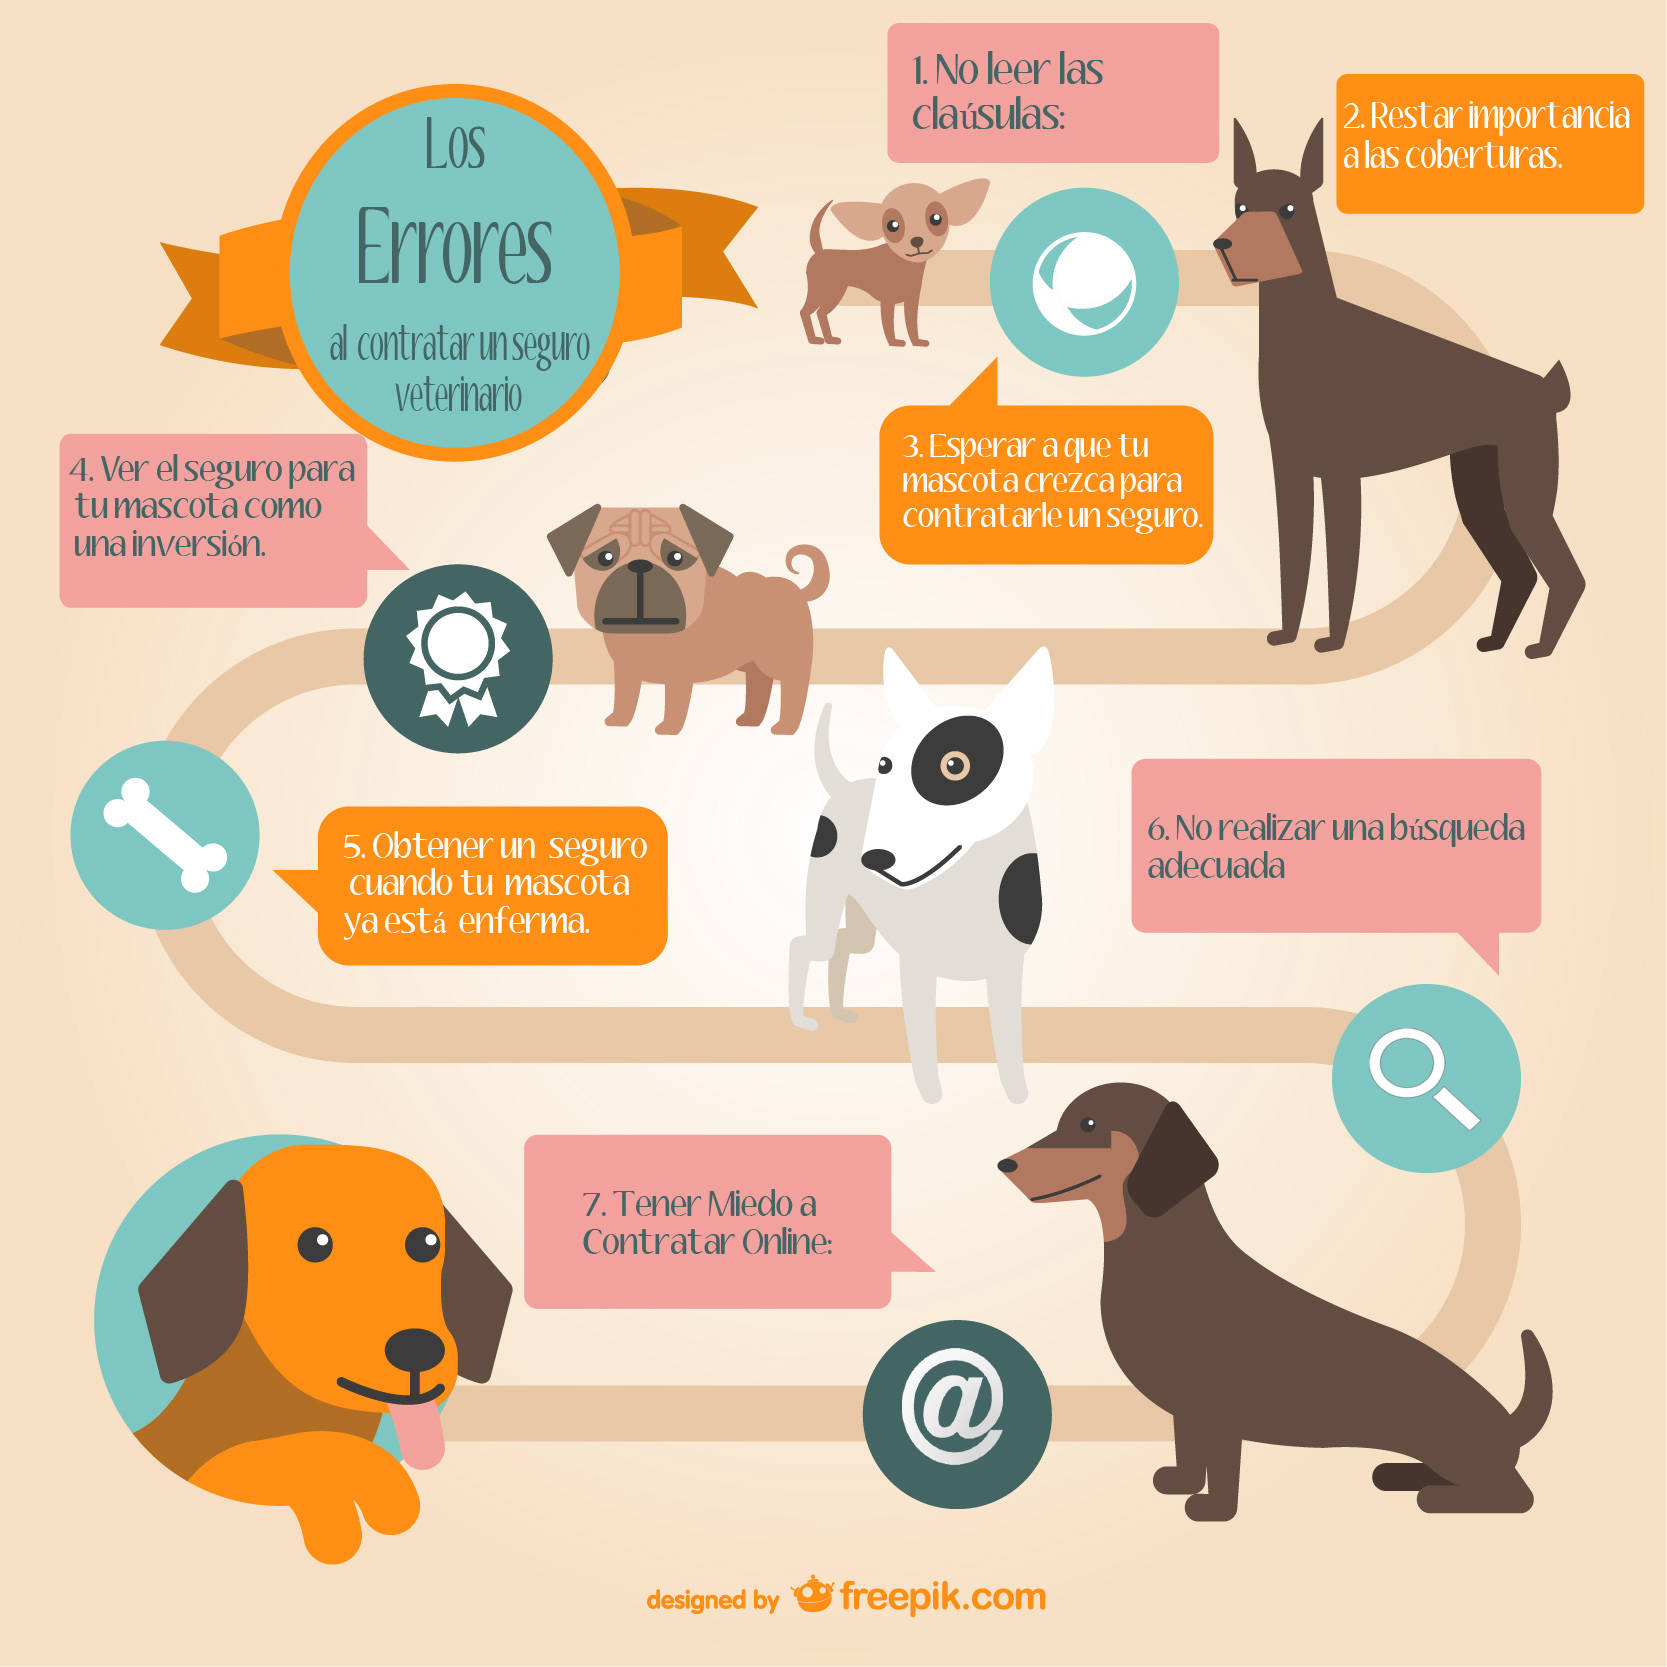 Los
Errores
al contratar un seguro
veterinario
1. No leer las
claúsulas:
2. Restar importancia
a las coberturas.
3. Esperar a que tu
mascota crezca para
contratarle un seguro.
4. Ver el seguro para
tu mascota como
una inversión.
5. Obtener un seguro
cuando tu mascota
ya está enferma.
6. No realizar una búsqueda
adecuada
7. Tener Miedo a
Contratar Online:
@
designed by freepik.com